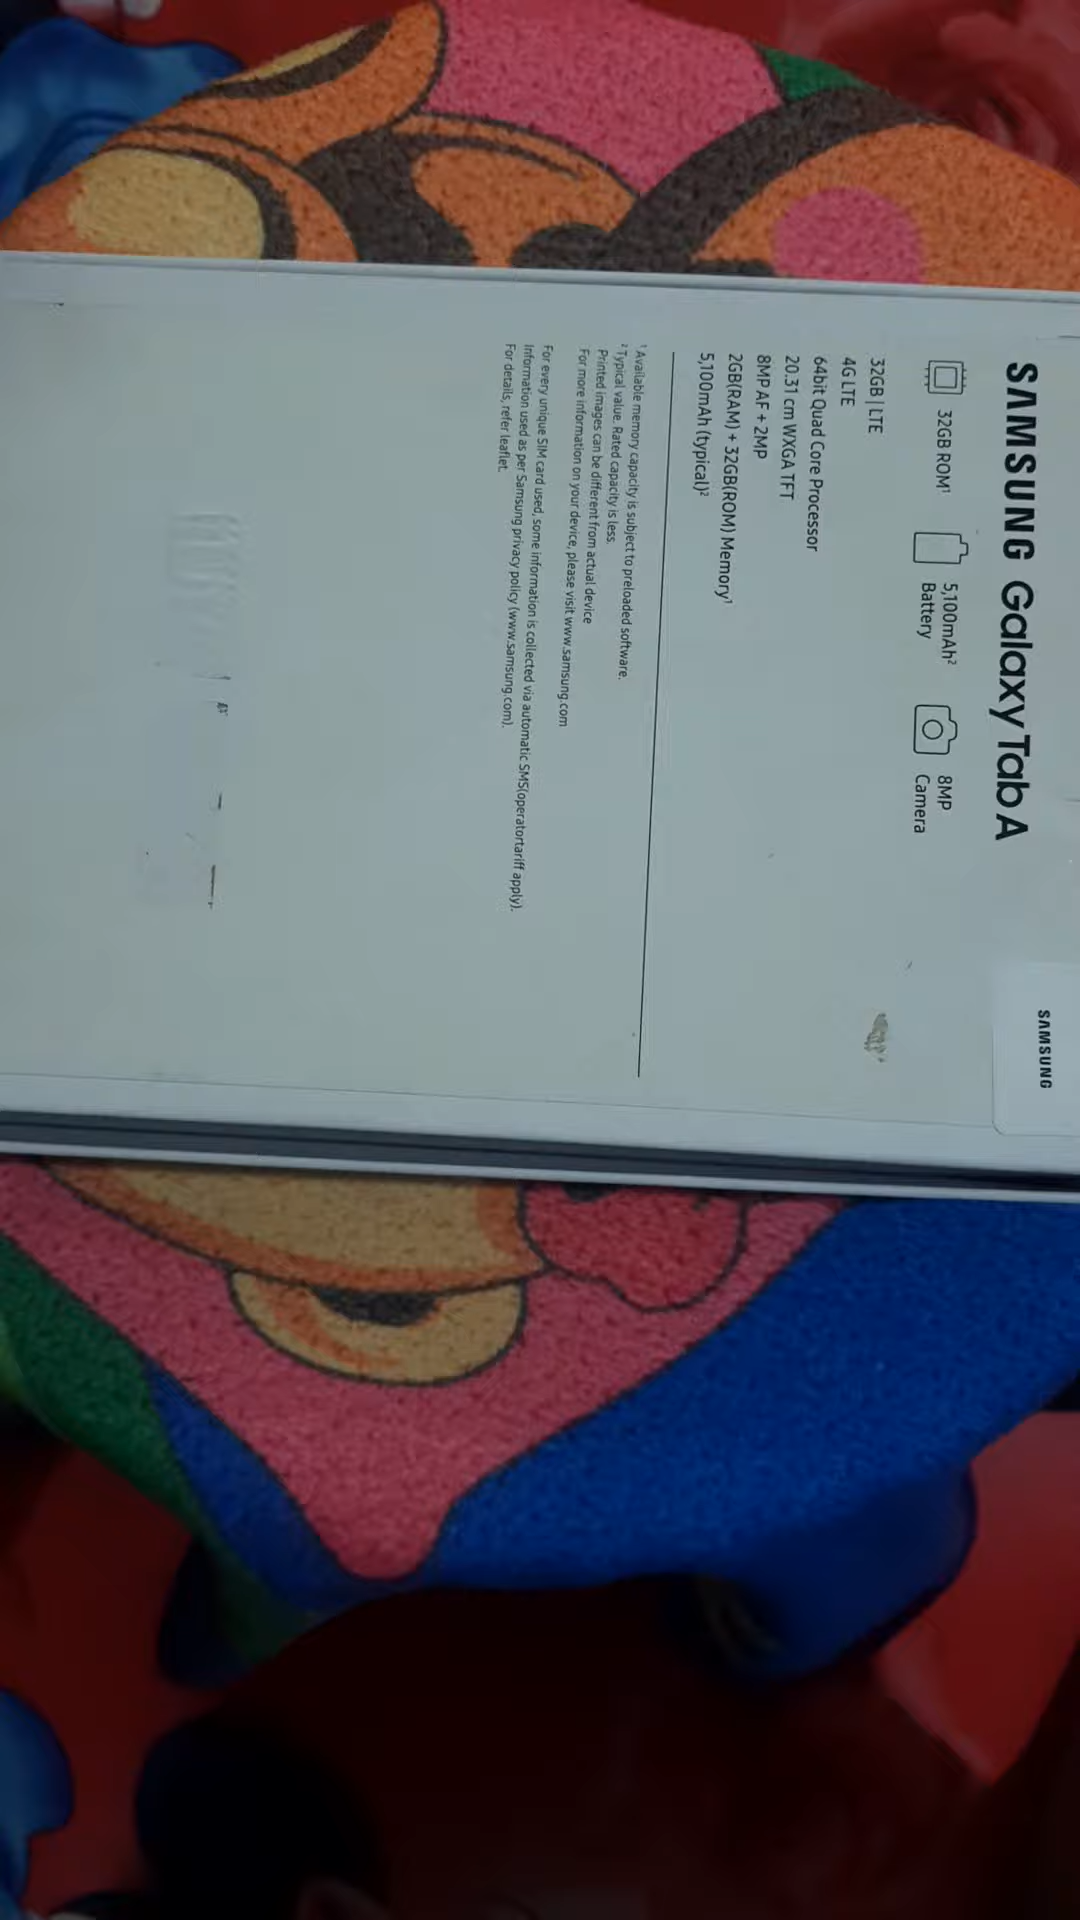 SAMSUNG Galaxy Tab A
SAMSUNG
32GB ROM¹
5,100mAh²
Battery
8MP
Camera
32GB | LTE
4G LTE
64bit Quad Core Processor
20.31 cm WXGA TFT
8MP AF + 2MP
2GB(RAM) + 32GB(ROM) Memory¹
5,100mAh (typical)²
¹ Available memory capacity is subject to preloaded software.
² Typical value. Rated capacity is less.
Printed images can be different from actual device
For more information on your device, please visit www.samsung.com
For every unique SIM card used, some information is collected via automatic SMS(operatortariff apply).
Information used as per Samsung privacy policy (www.samsung.com).
For details, refer leaflet.